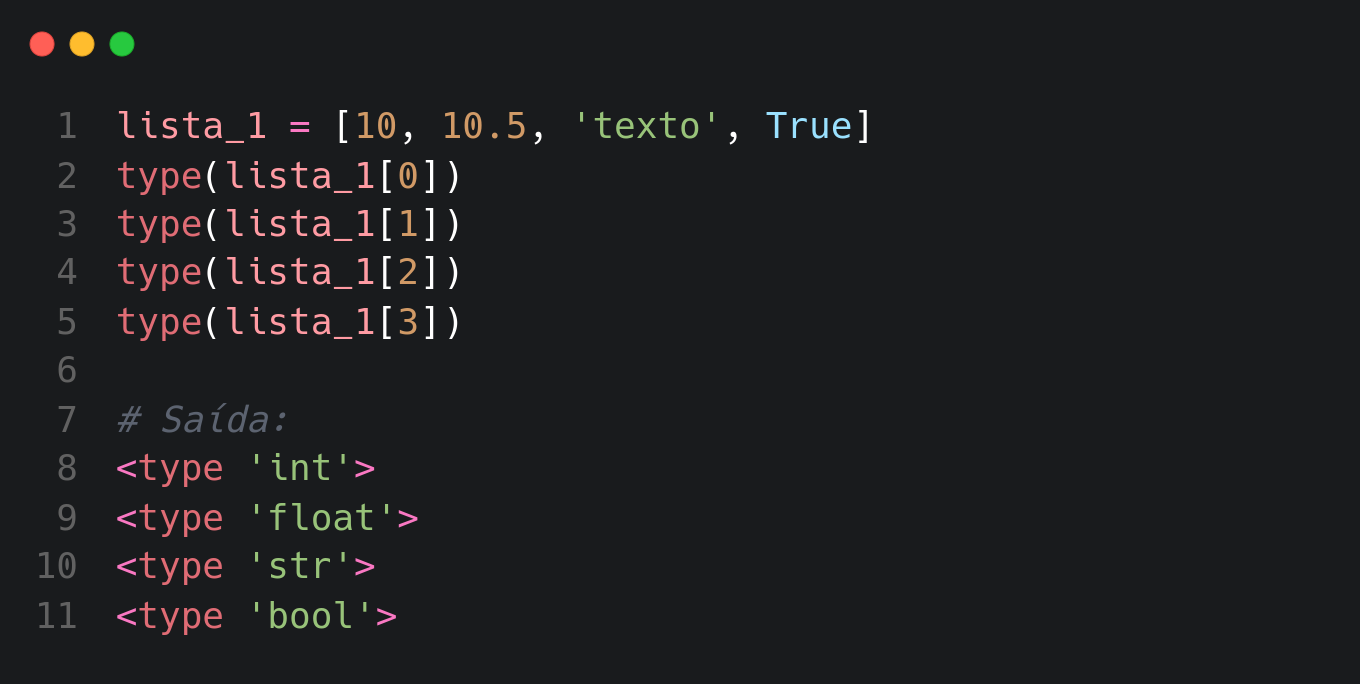 1 lista_1 = [10, 10.5, 'texto', True]
2 type(lista_1[0])
3 type(lista_1[1])
4 type(lista_1[2])
5 type(lista_1[3])
6
7 # Saída:
8 <type 'int'>
9 <type 'float'>
10 <type 'str'>
11 <type 'bool'>